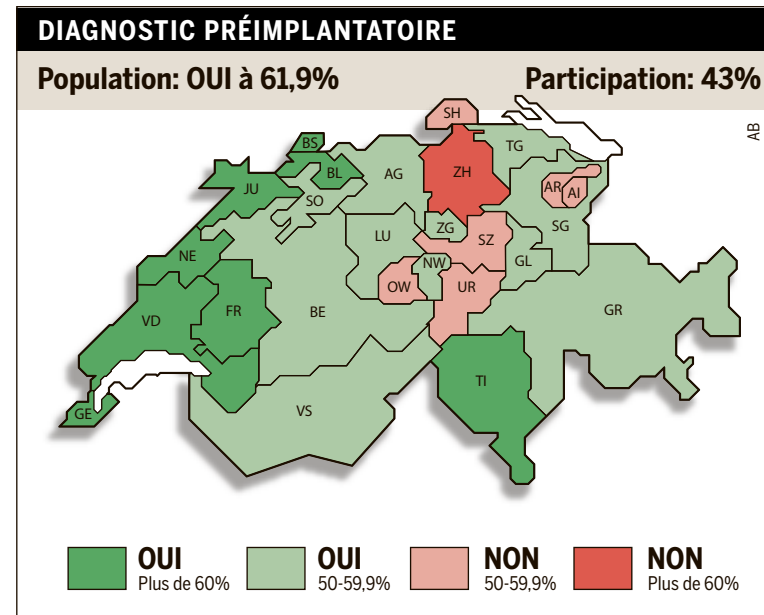 DIAGNOSTIC PRÉIMPLANTATOIRE
Population: OUI à 61,9% Participation: 43%
AB
SH
BS
TG
BL
AG
ZH
JU
AR
AI
SO
ZG
SG
LU
SZ
NE
NW
GL
OW
UR
FR
BE
GR
VD
TI
VS
GE
OUI
Plus de 60%
OUI
50-59,9%
NON
50-59,9%
NON
Plus de 60%